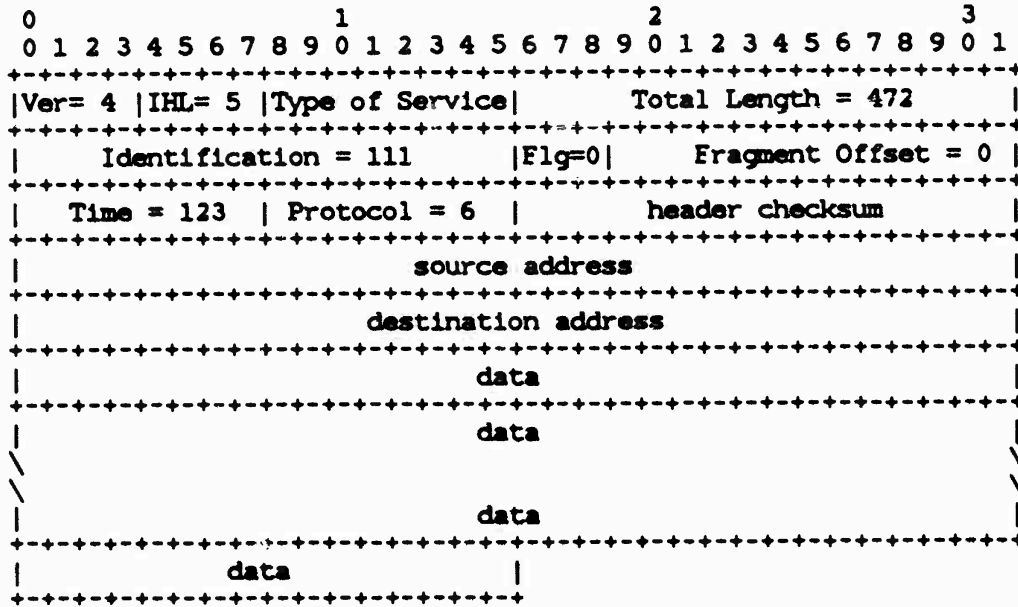 0                   1                   2                   3
 0 1 2 3 4 5 6 7 8 9 0 1 2 3 4 5 6 7 8 9 0 1 2 3 4 5 6 7 8 9 0 1
+-+-+-+-+-+-+-+-+-+-+-+-+-+-+-+-+-+-+-+-+-+-+-+-+-+-+-+-+-+-+-+-+
|Ver= 4 |IHL= 5 |Type of Service|       Total Length = 472      |
+-+-+-+-+-+-+-+-+-+-+-+-+-+-+-+-+-+-+-+-+-+-+-+-+-+-+-+-+-+-+-+-+
|     Identification = 111      |Flg=0|     Fragment Offset = 0 |
+-+-+-+-+-+-+-+-+-+-+-+-+-+-+-+-+-+-+-+-+-+-+-+-+-+-+-+-+-+-+-+-+
|   Time = 123  | Protocol = 6  |        header checksum        |
+-+-+-+-+-+-+-+-+-+-+-+-+-+-+-+-+-+-+-+-+-+-+-+-+-+-+-+-+-+-+-+-+
|                         source address                        |
+-+-+-+-+-+-+-+-+-+-+-+-+-+-+-+-+-+-+-+-+-+-+-+-+-+-+-+-+-+-+-+-+
|                      destination address                      |
+-+-+-+-+-+-+-+-+-+-+-+-+-+-+-+-+-+-+-+-+-+-+-+-+-+-+-+-+-+-+-+-+
|                             data                              |
+-+-+-+-+-+-+-+-+-+-+-+-+-+-+-+-+-+-+-+-+-+-+-+-+-+-+-+-+-+-+-+-+
|                             data                              |
\                                                               \
\                                                               \
|                             data                              |
+-+-+-+-+-+-+-+-+-+-+-+-+-+-+-+-+-+-+-+-+-+-+-+-+-+-+-+-+-+-+-+-+
|             data              |
+-+-+-+-+-+-+-+-+-+-+-+-+-+-+-+-+